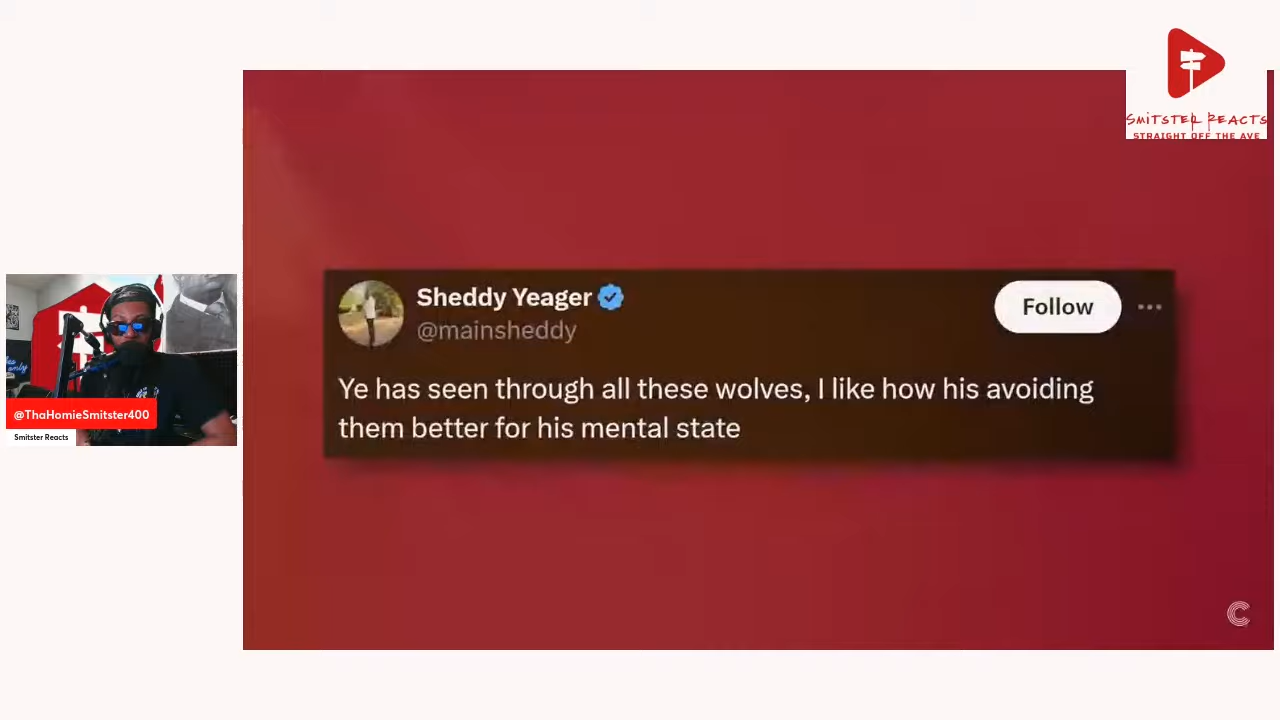 SMITSTER REACTS
STRAIGHT OFF THE AVE
Sheddy Yeager
@mainsheddy
Follow
Ye has seen through all these wolves, I like how his avoiding
them better for his mental state
@ThaHomieSmitster400
Smitster Reacts